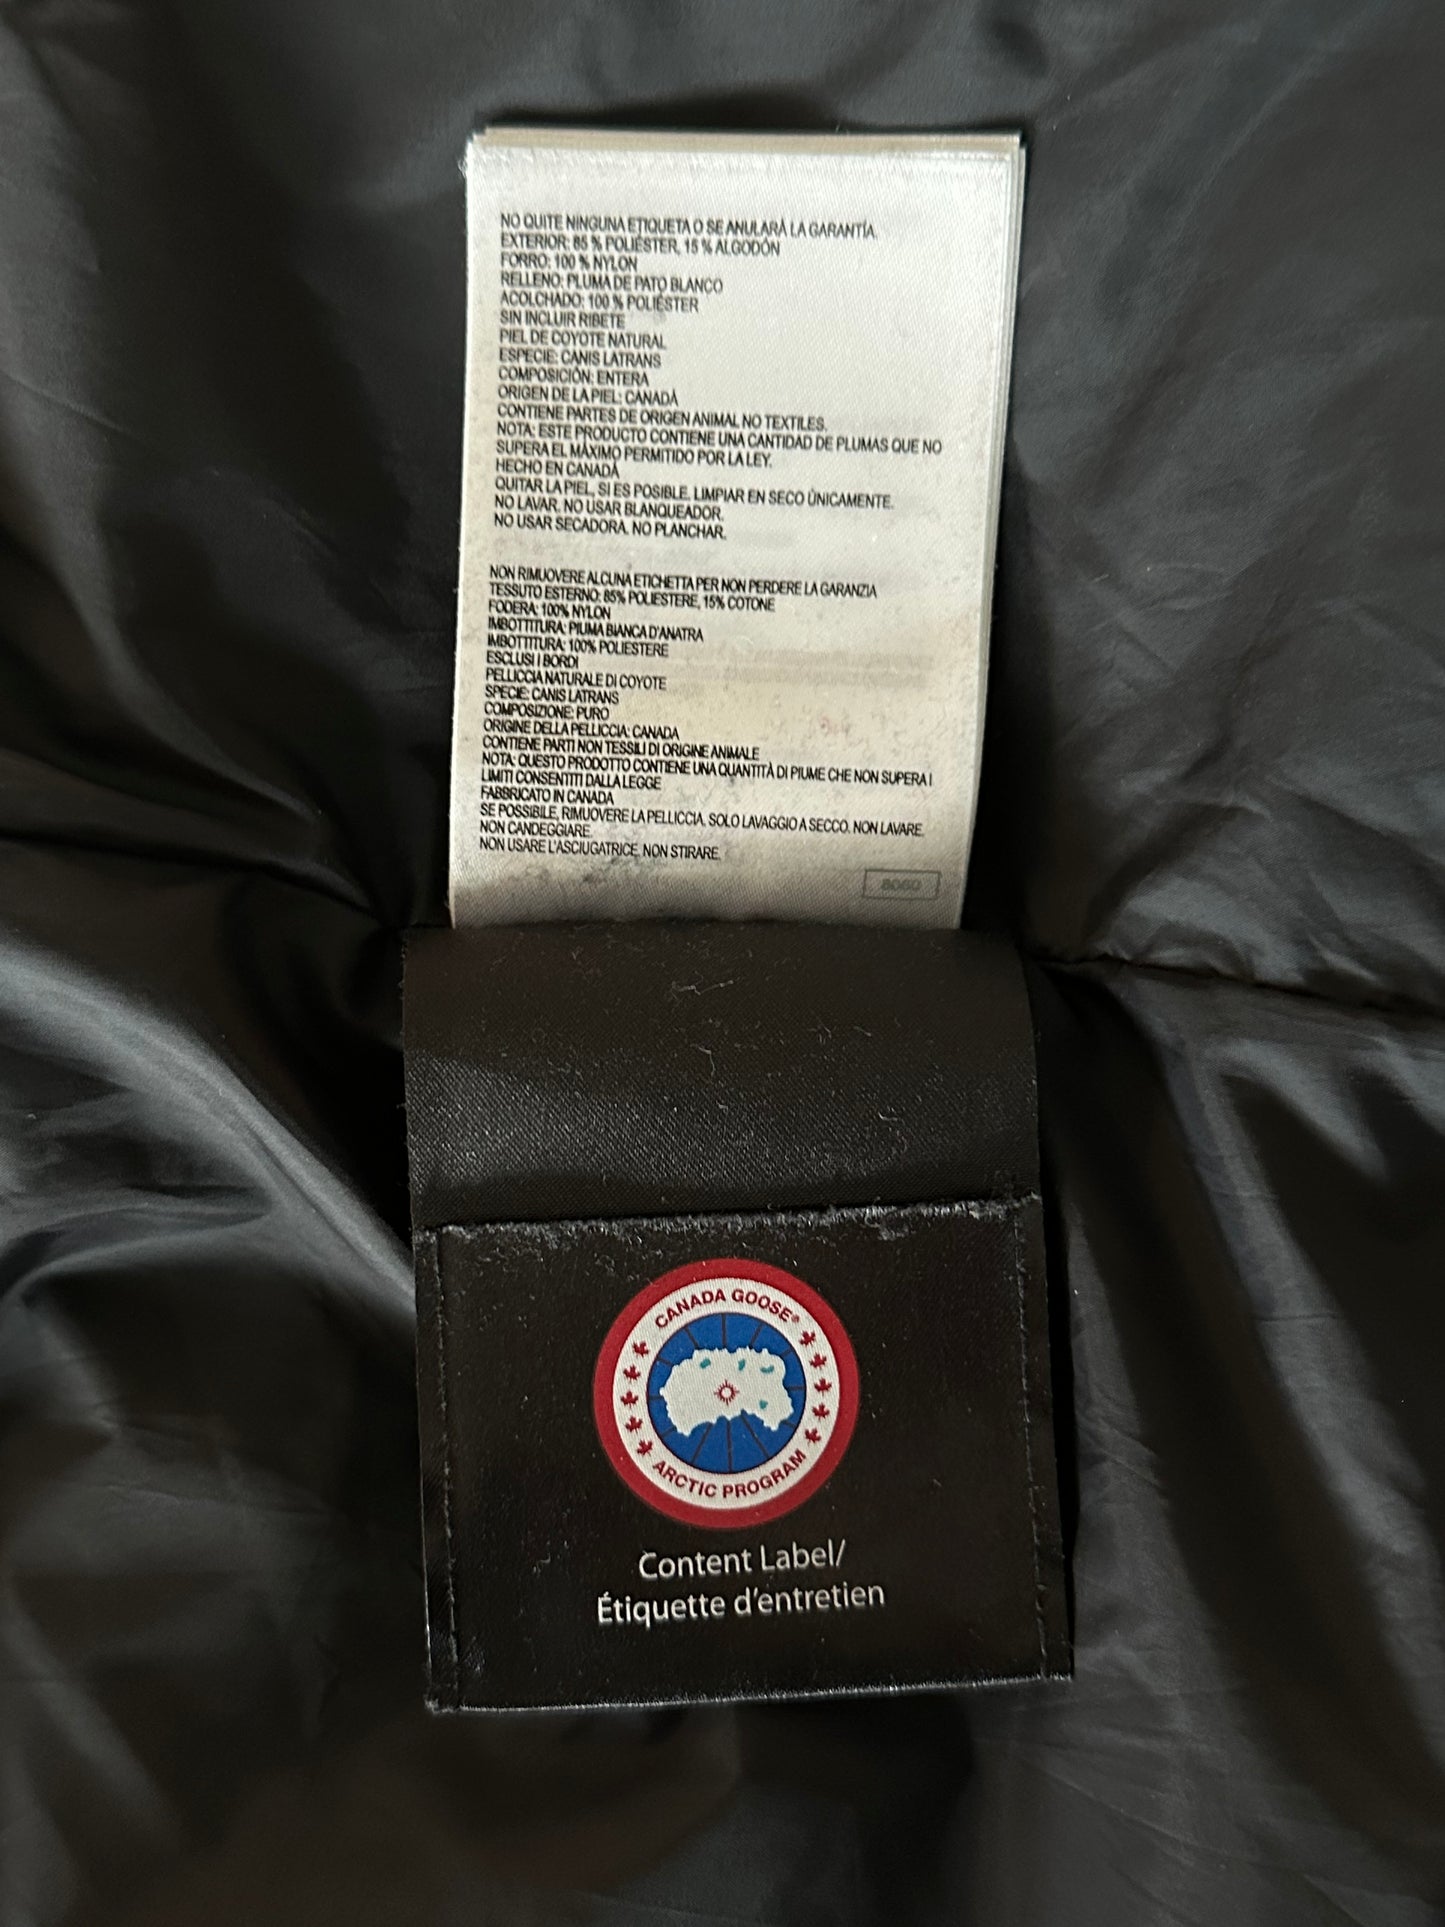 NO QUITE NINGUNA ETIQUETA O SE ANULARÁ LA GARANTÍA.
EXTERIOR: 85 % POLIÉSTER, 15 % ALGODÓN
FORRO: 100 % NYLON
RELLENO: PLUMA DE PATO BLANCO
ACOLCHADO: 100 % POLIÉSTER
SIN INCLUIR RIBETE
PIEL DE COYOTE NATURAL
ESPECIE: CANIS LATRANS
COMPOSICIÓN: ENTERA
ORIGEN DE LA PIEL: CANADÁ
CONTIENE PARTES DE ORIGEN ANIMAL NO TEXTILES.
NOTA: ESTE PRODUCTO CONTIENE UNA CANTIDAD DE PLUMAS QUE NO
SUPERA EL MÁXIMO PERMITIDO POR LA LEY.
HECHO EN CANADÁ
QUITAR LA PIEL, SI ES POSIBLE. LIMPIAR EN SECO ÚNICAMENTE.
NO LAVAR. NO USAR BLANQUEADOR.
NO USAR SECADORA. NO PLANCHAR.
NON RIMUOVERE ALCUNA ETICHETTA PER NON PERDERE LA GARANZIA
TESSUTO ESTERNO: 85% POLIESTERE, 15% COTONE
FODERA: 100% NYLON
IMBOTTITURA: PIUMA BIANCA D'ANATRA
IMBOTTITURA: 100% POLIESTERE
ESCLUSI I BORDI
PELLICCIA NATURALE DI COYOTE
SPECIE: CANIS LATRANS
COMPOSIZIONE: PURO
ORIGINE DELLA PELLICCIA: CANADA
CONTIENE PARTI NON TESSILI DI ORIGINE ANIMALE
NOTA: QUESTO PRODOTTO CONTIENE UNA QUANTITÀ DI PIUME CHE NON SUPERA I
LIMITI CONSENTITI DALLA LEGGE
FABBRICATO IN CANADA
SE POSSIBILE, RIMUOVERE LA PELLICCIA. SOLO LAVAGGIO A SECCO. NON LAVARE.
NON CANDEGGIARE.
NON USARE L'ASCIUGATRICE. NON STIRARE.
8060
CANADA GOOSE®
ARCTIC PROGRAM
Content Label/
Étiquette d'entretien